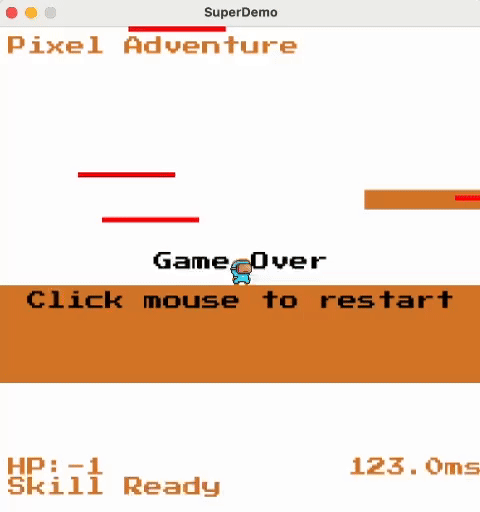 SuperDemo
Pixel Adventure
Game Over
Click mouse to restart
HP:-1
123.0ms
Skill Ready